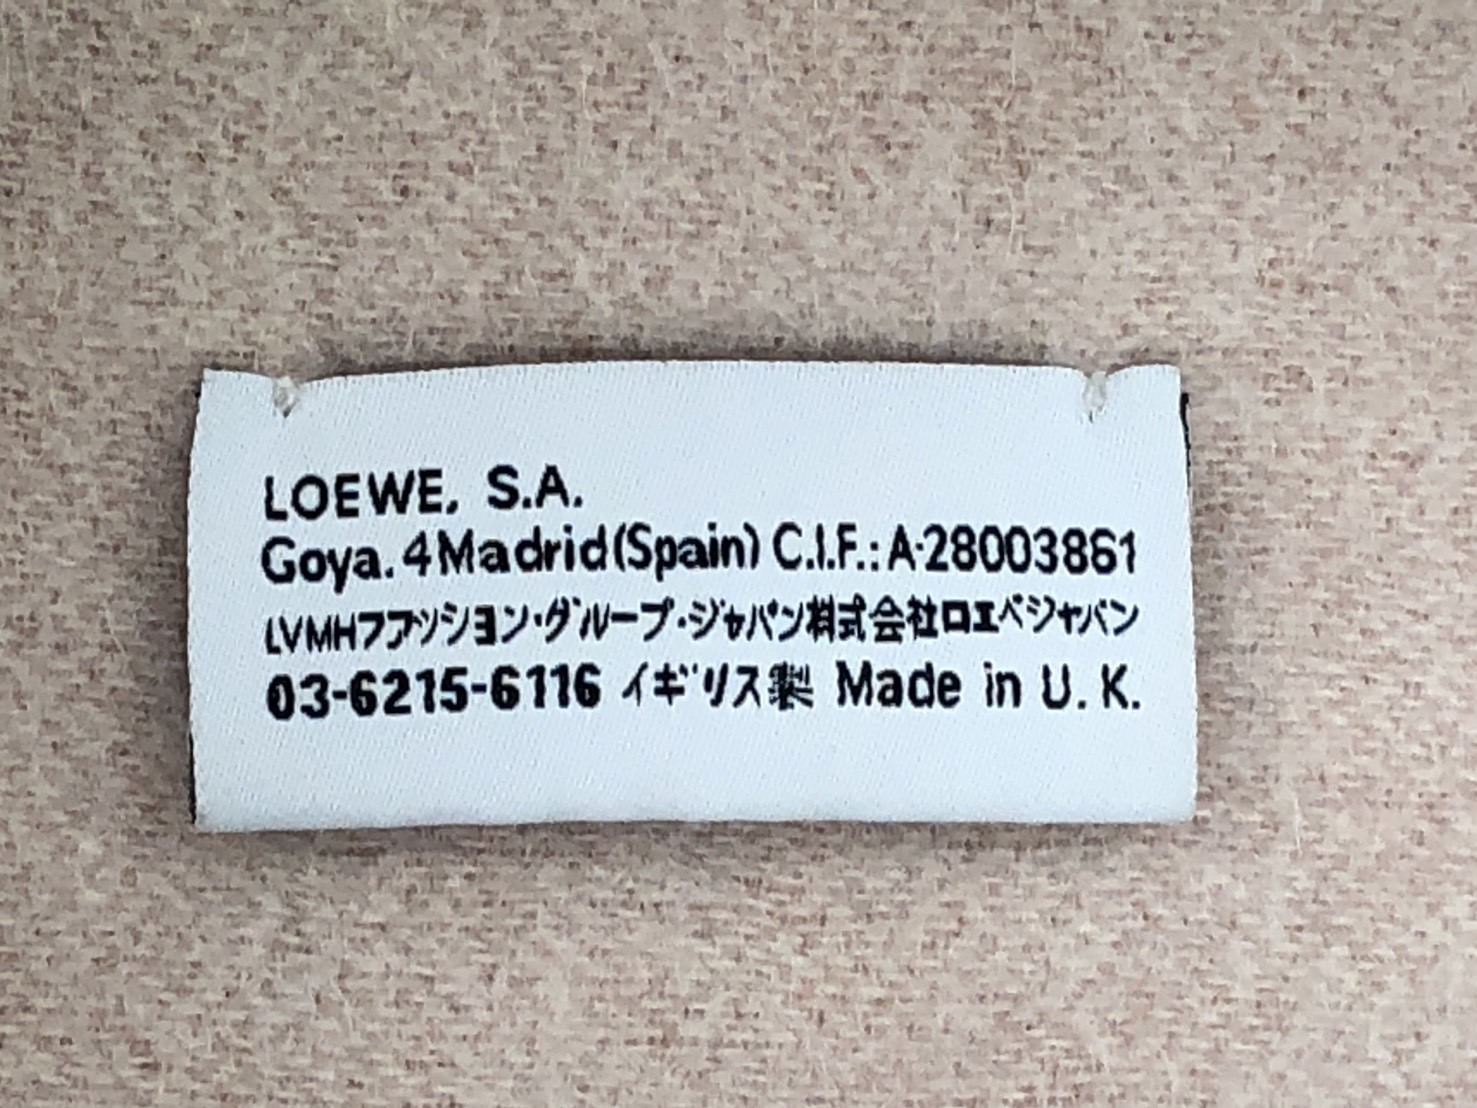 LOEWE, S.A.
Goya. 4 Madrid (Spain) C.I.F.: A-28003861
LVMHファッション・グループ・ジャパン株式会社ロエベジャパン
03-6215-6116 イギリス製 Made in U. K.